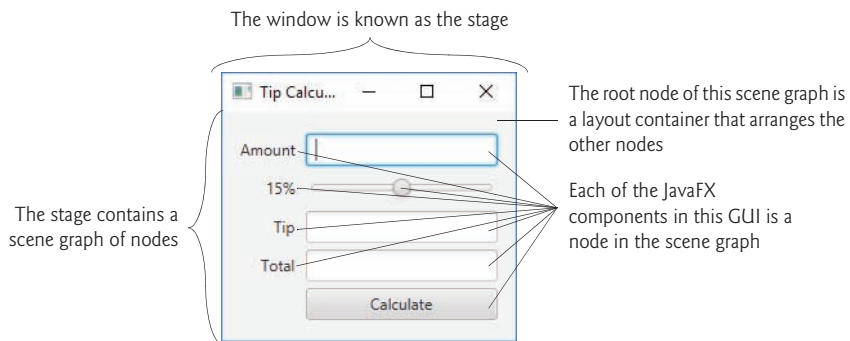 The window is known as the stage
Tip Calcu...
The root node of this scene graph is
a layout container that arranges the
other nodes
Amount
15%
Each of the JavaFX
components in this GUI is a
node in the scene graph
The stage contains a
scene graph of nodes
Tip
Total
Calculate